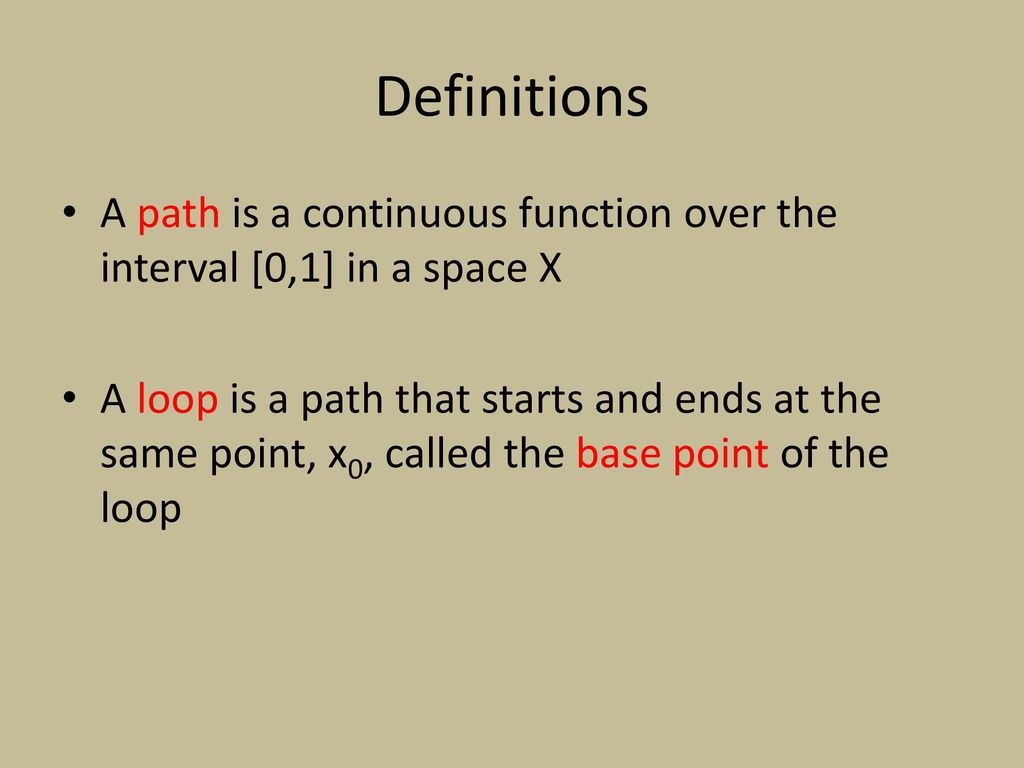 Definitions
• A path is a continuous function over the
interval [0,1] in a space X
• A loop is a path that starts and ends at the
same point, x₀, called the base point of the
loop